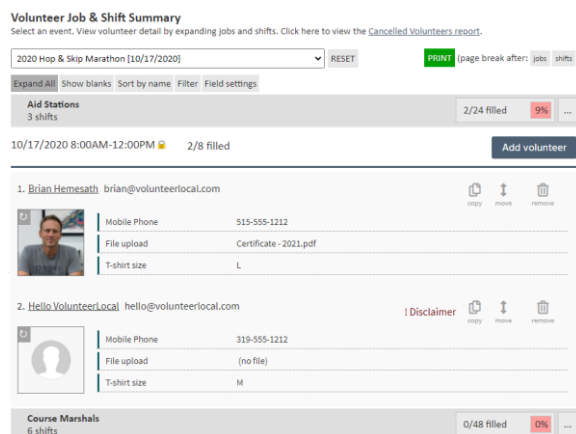 Volunteer Job & Shift Summary
Select an event. View volunteer detail by expanding jobs and shifts. Click here to view the Cancelled Volunteers report.
2020 Hop & Skip Marathon [10/17/2020] RESET PRINT (page break after: jobs shifts
Expand All Show blanks Sort by name Filter Field settings
Aid Stations
3 shifts 2/24 filled 9% ...
10/17/2020 8:00AM-12:00PM 2/8 filled Add volunteer
1. Brian Hemesath brian@volunteerlocal.com
copy move remove
Mobile Phone 515-555-1212
File upload Certificate - 2021.pdf
T-shirt size L
2. Hello VolunteerLocal hello@volunteerlocal.com ! Disclaimer
copy move remove
Mobile Phone 319-555-1212
File upload (no file)
T-shirt size M
Course Marshals
6 shifts 0/48 filled 0% ...